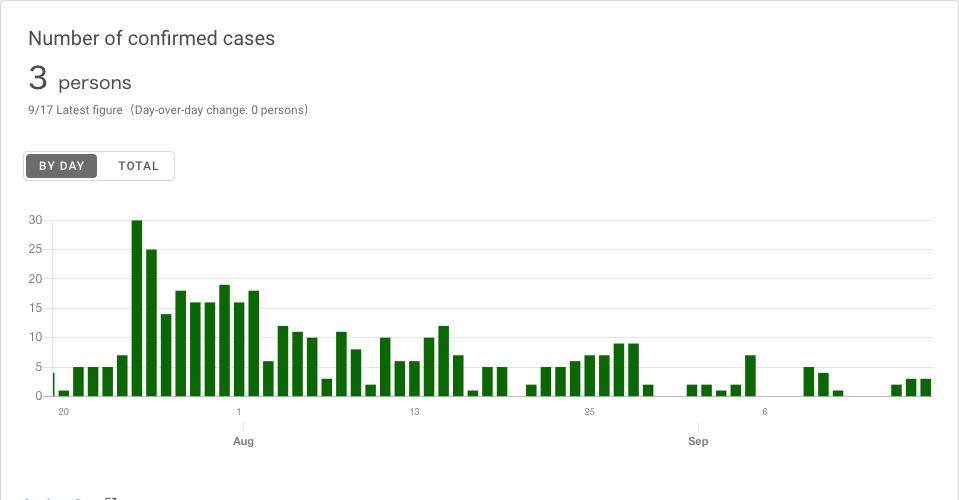 Number of confirmed cases
3 persons
9/17 Latest figure（Day-over-day change: 0 persons）
BY DAY TOTAL
30
25
20
15
10
5
0
20 1 13 25 6
Aug Sep